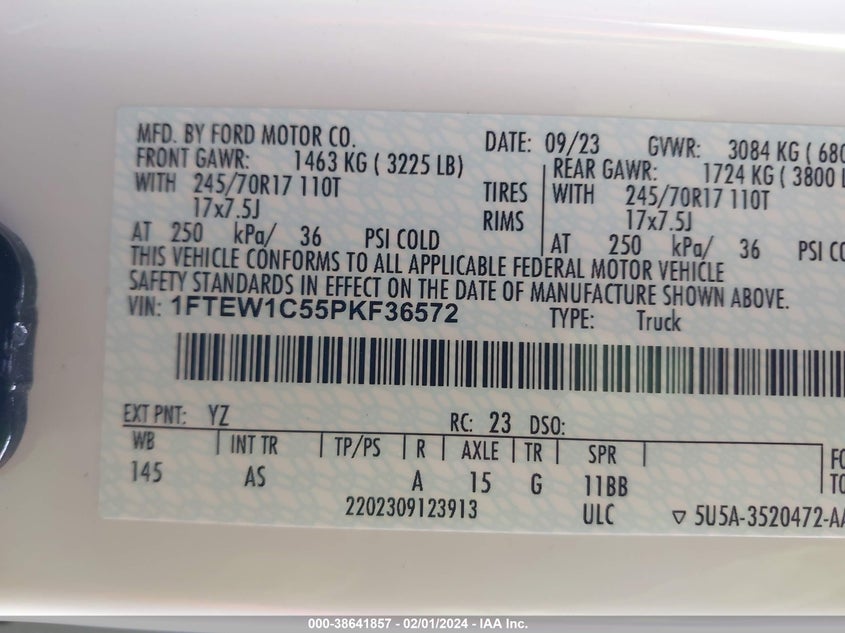 MFD. BY FORD MOTOR CO. DATE: 09/23 GVWR: 3084 KG ( 680
FRONT GAWR: 1463 KG ( 3225 LB) REAR GAWR: 1724 KG ( 3800 L
WITH 245/70R17 110T TIRES WITH 245/70R17 110T
17x7.5J RIMS 17x7.5J
AT 250 kPa/ 36 PSI COLD AT 250 kPa/ 36 PSI CO
THIS VEHICLE CONFORMS TO ALL APPLICABLE FEDERAL MOTOR VEHICLE
SAFETY STANDARDS IN EFFECT ON THE DATE OF MANUFACTURE SHOWN ABOVE.
VIN: 1FTEW1C55PKF36572 TYPE: Truck
EXT PNT: YZ RC: 23 DSO:
WB INT TR TP/PS R AXLE TR SPR FO
145 AS A 15 G 11BB TO
2202309123913 ULC ▽ 5U5A-3520472-AA
000-38641857 - 02/01/2024 - IAA Inc.